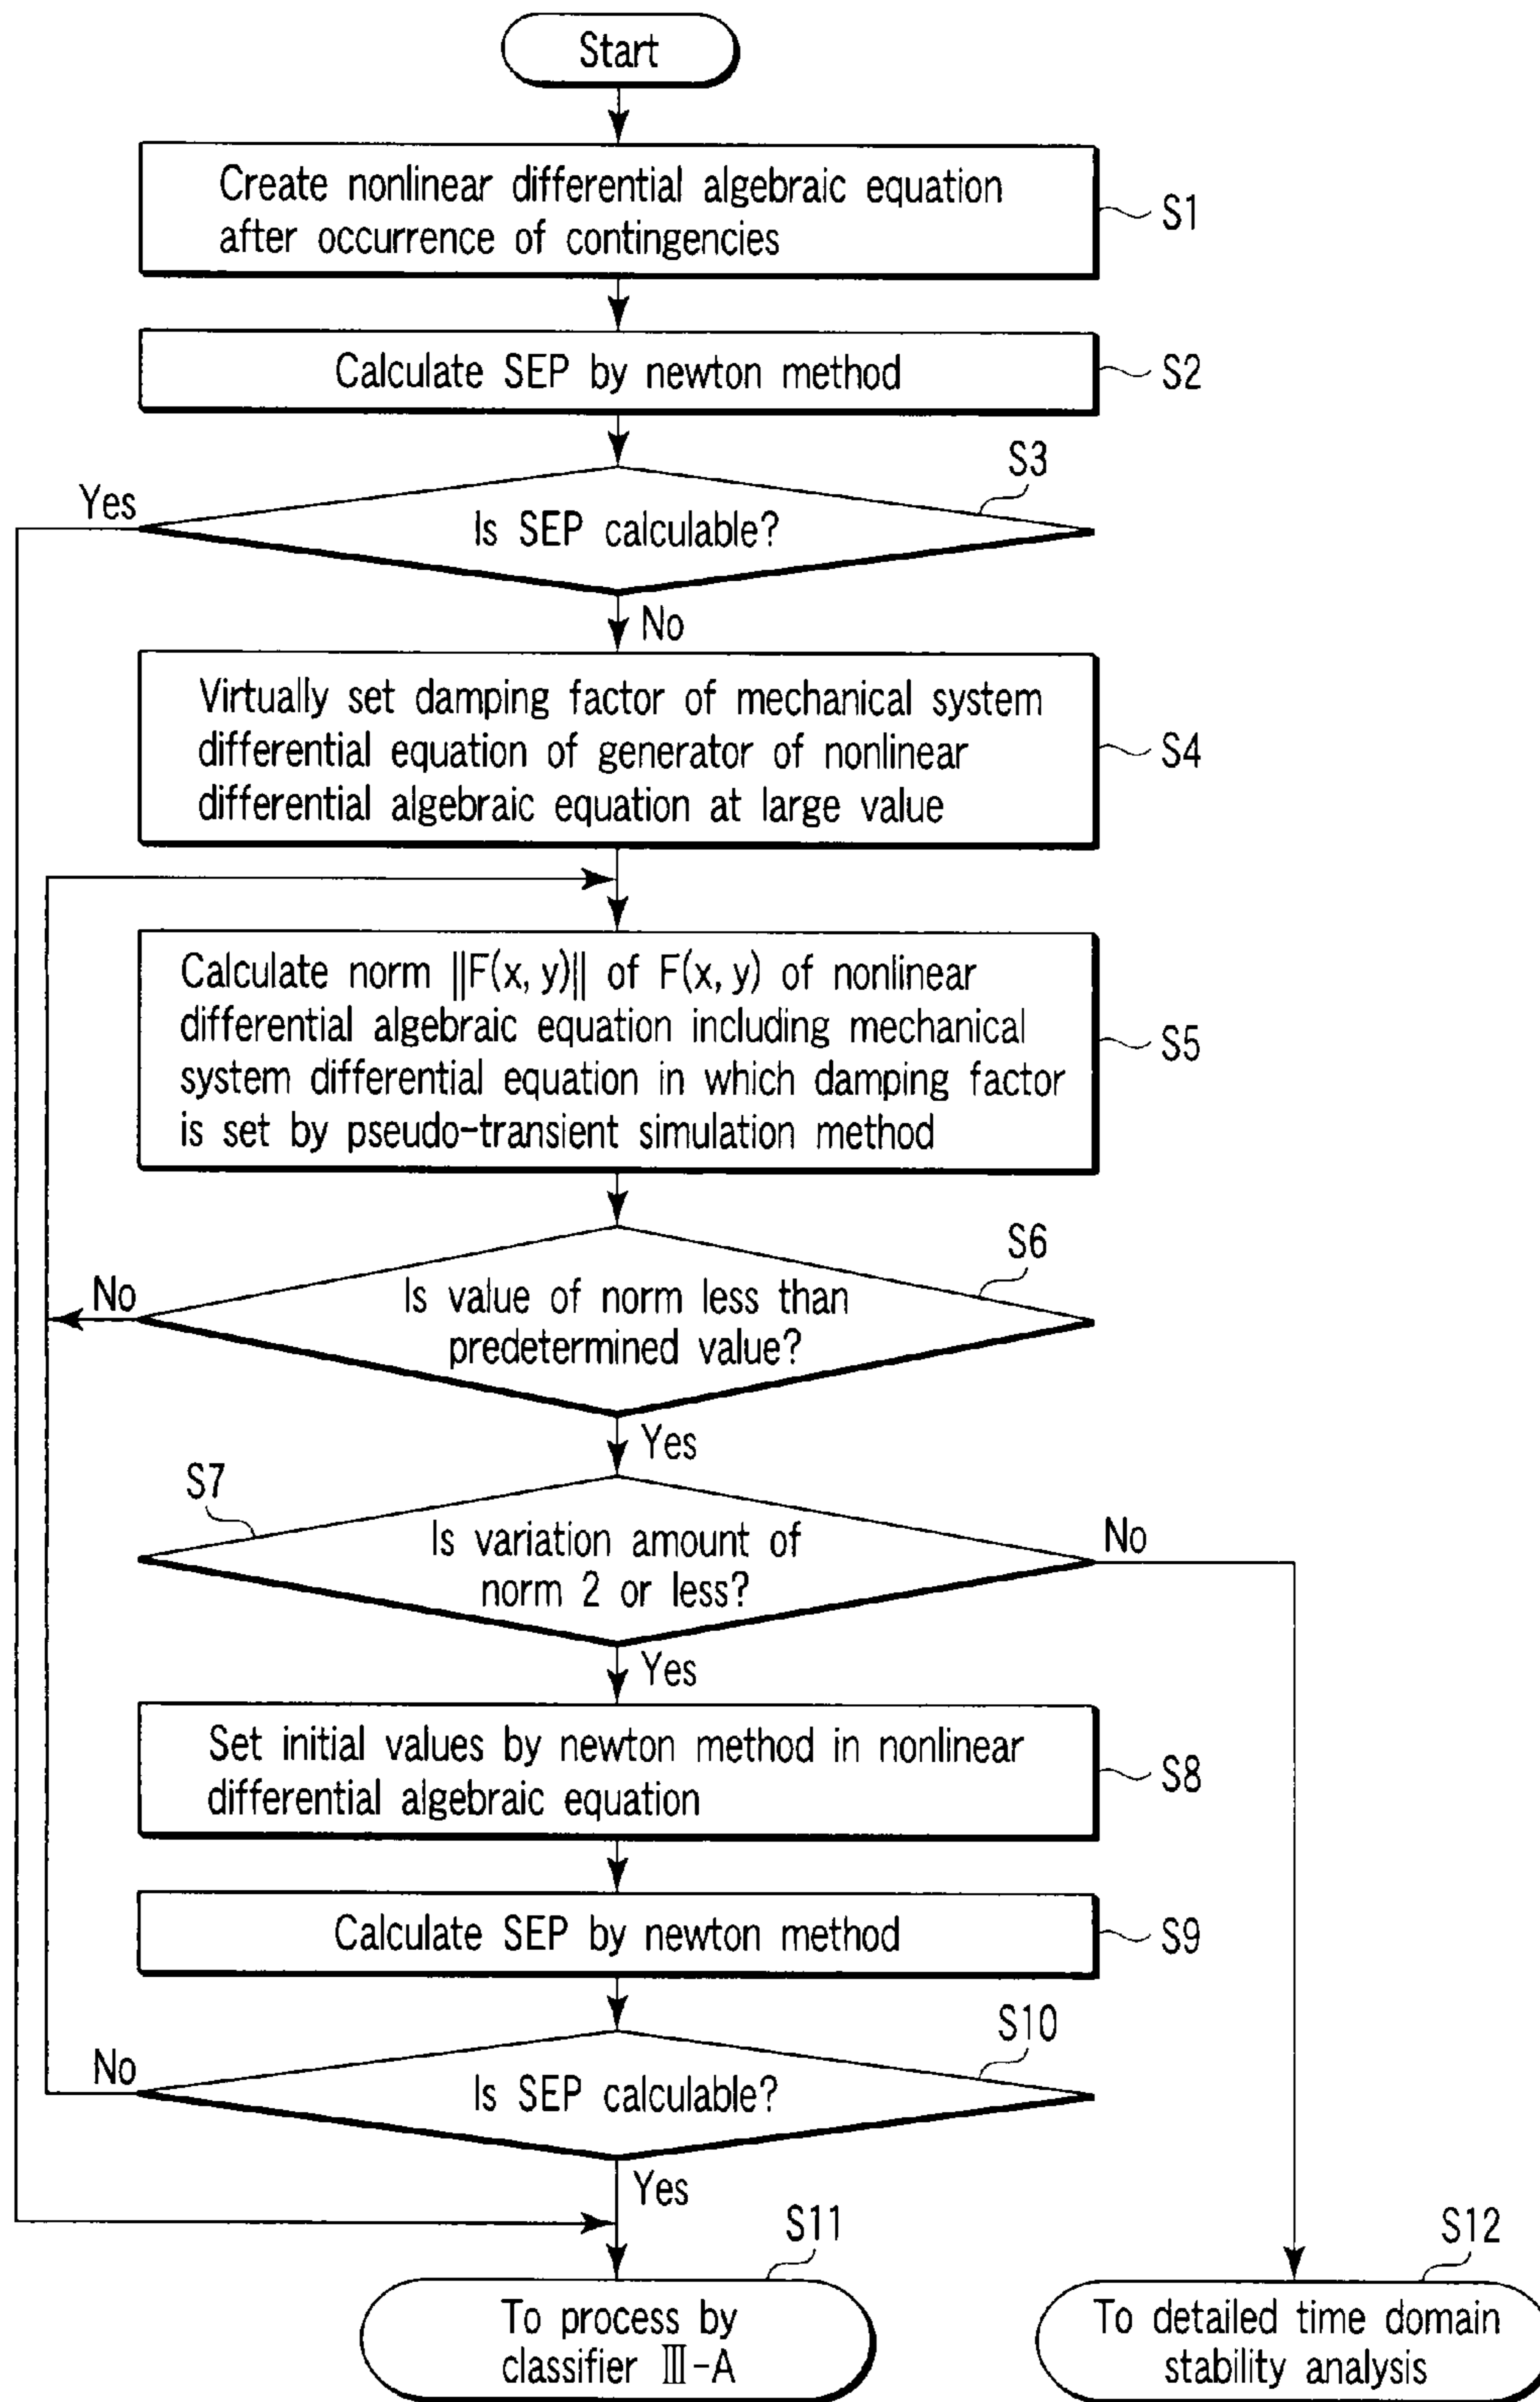 Start
Create nonlinear differential algebraic equation
after occurrence of contingencies
S1
Calculate SEP by newton method
S2
S3
Yes
Is SEP calculable?
No
Virtually set damping factor of mechanical system
differential equation of generator of nonlinear
differential algebraic equation at large value
S4
Calculate norm ||F(x, y)|| of F(x, y) of nonlinear
differential algebraic equation including mechanical
system differential equation in which damping factor
is set by pseudo-transient simulation method
S5
S6
No
Is value of norm less than
predetermined value?
Yes
S7
Is variation amount of
norm 2 or less?
No
Yes
Set initial values by newton method in nonlinear
differential algebraic equation
S8
Calculate SEP by newton method
S9
S10
No
Is SEP calculable?
Yes
S11
To process by
classifier Ⅲ-A
S12
To detailed time domain
stability analysis